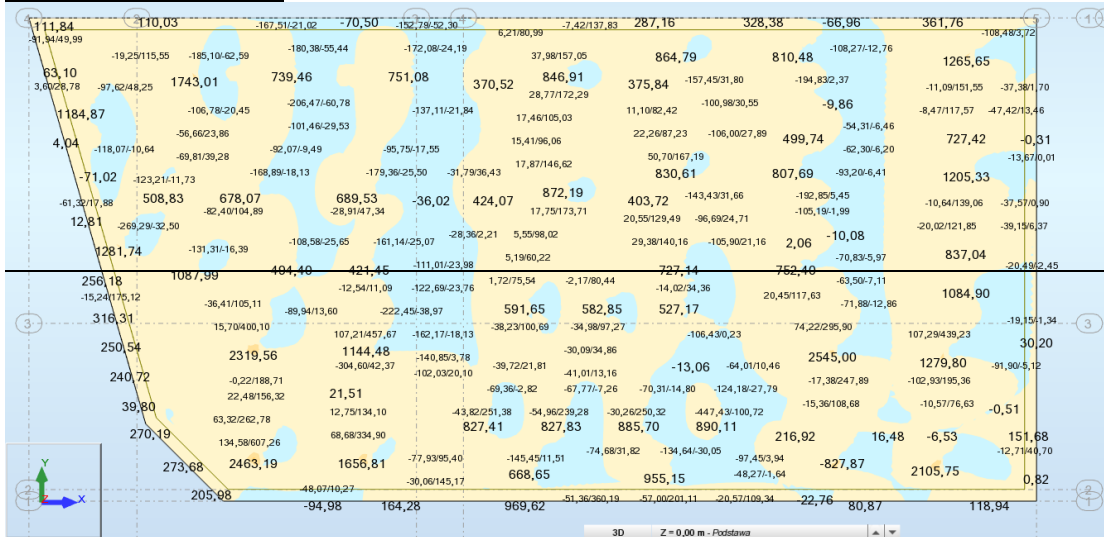 4 2 3 4 5 1
111,84 110,03 -167,51/-21,02 -70,50 -152,79/-52,30 -7,42/137,83 287,16 328,38 -66,96 361,76
-91,94/49,99 6,21/80,99 -108,48/3,72
-180,38/-55,44 -172,08/-24,19 -108,27/-12,76
-19,25/115,55 -185,10/-62,59 37,98/157,05 864,79 810,48 1265,65
63,10 1743,01 739,46 751,08 370,52 846,91 375,84 -157,45/31,80 -194,83/2,37
3,60/28,78 -97,62/48,25 28,77/172,29 -11,09/151,55 -37,38/1,70
-206,47/-60,78 -100,98/30,55 -9,86
1184,87 -106,78/-20,45 -137,11/-21,84 17,46/105,03 11,10/82,42 -8,47/117,57 -47,42/13,46
-101,46/-29,53 -54,31/-6,46
-56,66/23,86 15,41/96,06 22,26/87,23 -106,00/27,89 499,74 727,42 -0,31
4,04 -118,07/-10,64 -92,07/-9,49 -95,75/-17,55 -62,30/-6,20
-69,81/39,28 17,87/146,62 50,70/167,19 -13,67/0,01
-71,02 -123,21/-11,73 -168,89/-18,13 -179,36/-25,50 -31,79/36,43 830,61 807,69 -93,20/-6,41 1205,33
508,83 678,07 689,53 -36,02 424,07 872,19 403,72 -143,43/31,66 -192,85/5,45
-61,32/17,88 -82,40/104,89 -28,91/47,34 17,75/173,71 -105,19/-1,99 -10,64/139,06 -37,57/0,90
12,81 -269,29/-32,50 20,55/129,49 -96,69/24,71 -20,02/121,85 -39,15/6,37
-28,36/2,21 5,55/98,02 -10,08
1281,74 -131,31/-16,39 -108,58/-25,65 -161,14/-25,07 29,38/140,16 -105,90/21,16 2,06 837,04
5,19/60,22 -70,83/-5,97
1087,99 404,40 421,45 -111,01/-23,98 727,14 752,40 -20,49/2,45
256,18 -12,54/11,09 -122,69/-23,76 1,72/75,54 -2,17/80,44 -14,02/34,36 -63,50/-7,11
-15,24/175,12 -36,41/105,11 20,45/117,63 -71,88/-12,86 1084,90
316,31 -89,94/13,60 -222,45/-38,97 591,65 582,85 527,17 -19,15/-1,34
3 15,70/400,10 107,21/457,67 -162,17/-18,13 -38,23/100,69 -34,98/97,27 -106,43/0,23 74,22/295,90 107,29/439,23 3
250,54 2319,56 1144,48 -140,85/3,78 -30,09/34,86 2545,00 1279,80 30,20
-304,60/42,37 -39,72/21,81 -13,06 -64,01/10,46 -91,90/-5,12
240,72 -0,22/188,71 -102,03/20,10 -41,01/13,16 -17,38/247,89 -102,93/195,36
22,48/156,32 21,51 -69,36/-2,82 -67,77/-7,26 -70,31/-14,80 -124,18/-27,79
39,80 63,32/262,78 12,75/134,10 -43,82/251,38 -54,96/239,28 -30,26/250,32 -447,43/-100,72 -15,36/108,68 -10,57/76,63 -0,51
270,19 134,58/607,26 68,68/334,90 827,41 827,83 885,70 890,11 216,92 16,48 -6,53 151,68
-77,93/95,40 -145,45/11,51 -74,68/31,82 -134,64/-30,05 -97,45/3,94 -12,71/40,70
273,68 2463,19 1656,81 668,65 955,15 -48,27/-1,64 -827,87 2105,75
Y -30,06/145,17 0,82
205,98 -48,07/10,27 -51,36/360,19 -57,00/201,11 -20,57/109,34 2
Z X -94,98 164,28 969,62 -22,76 80,87 118,94 1
3D Z = 0,00 m - Podstawa